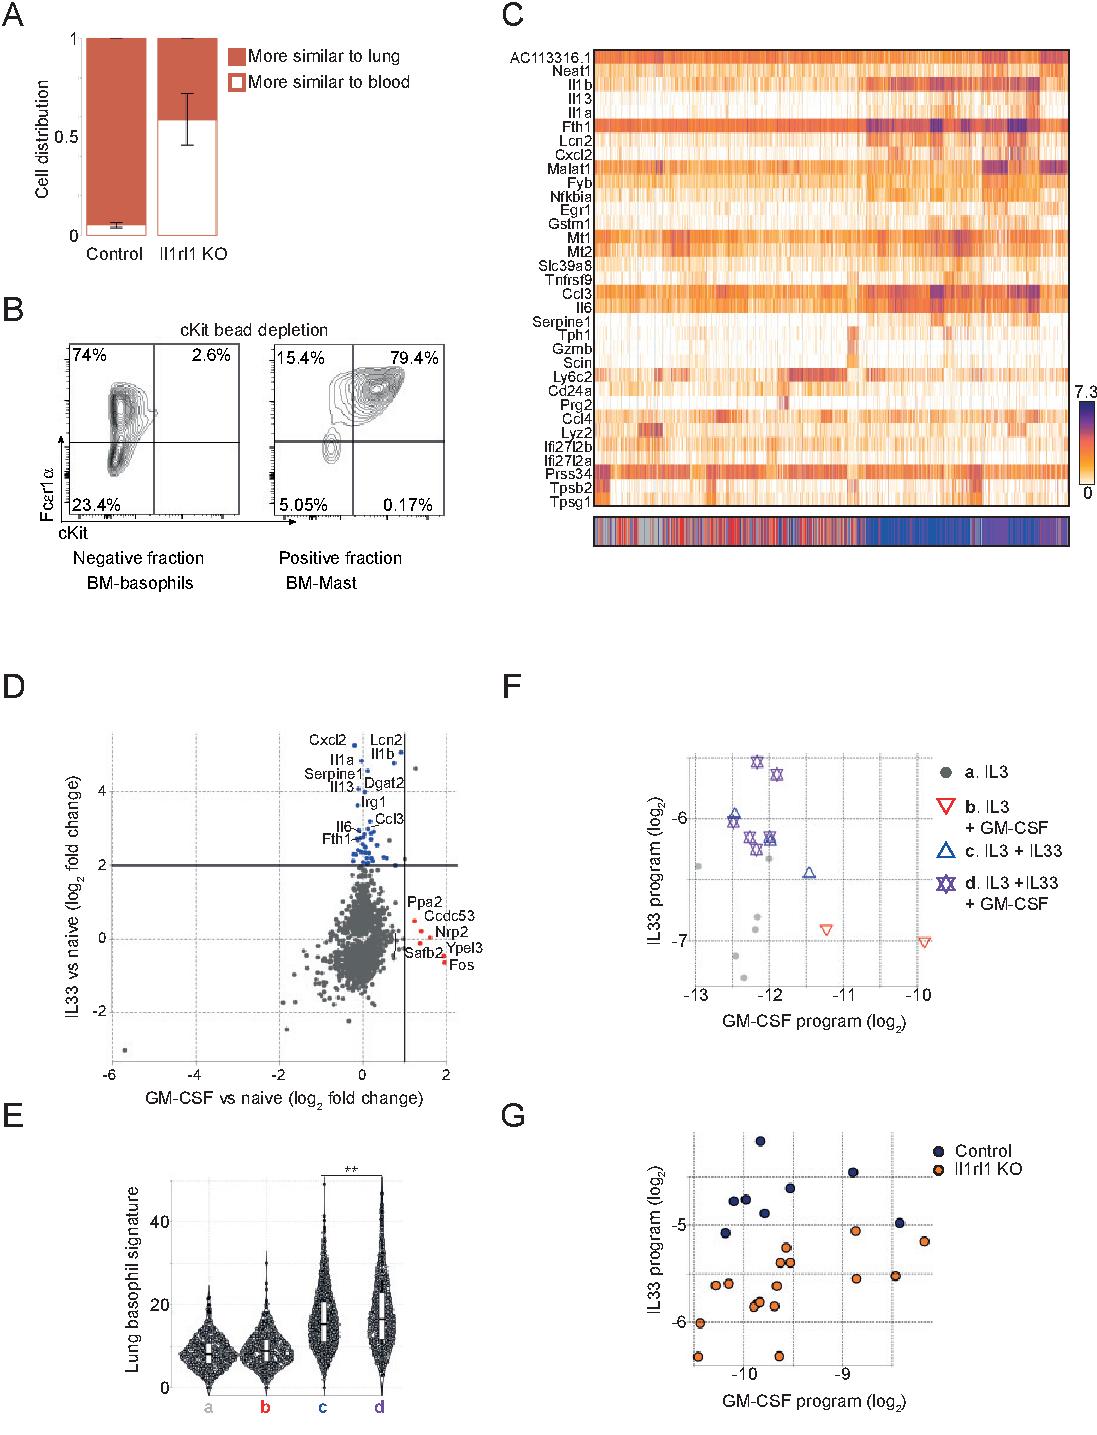 A
1
0.5
0
Cell distribution
Control
Il1rl1 KO
More similar to lung
More similar to blood
B
cKit bead depletion
74%
2.6%
23.4%
15.4%
79.4%
5.05%
0.17%
Fcεr1α
cKit
Negative fraction
BM-basophils
Positive fraction
BM-Mast
C
AC113316.1
Neat1
Il1b
Il13
Il1a
Fth1
Lcn2
Cxcl2
Malat1
Fyb
Nfkbia
Egr1
Gstm1
Mt1
Mt2
Slc39a8
Tnfrsf9
Ccl3
Il6
Serpine1
Tph1
Gzmb
Scin
Ly6c2
Cd24a
Prg2
Ccl4
Lyz2
Ifi27l2b
Ifi27l2a
Prss34
Tpsb2
Tpsg1
7.3
0
D
IL33 vs naive (log2 fold change)
4
2
0
-2
-6
-4
-2
0
2
GM-CSF vs naive (log2 fold change)
Cxcl2
Lcn2
Il1b
Il1a
Serpine1
Il13
Dgat2
Irg1
Ccl3
Il6
Fth1
Ppa2
Ccdc53
Nrp2
Safb2
Ypel3
Fos
E
Lung basophil signature
40
20
0
**
a
b
c
d
F
IL33 program (log2)
-6
-7
-13
-12
-11
-10
GM-CSF program (log2)
a. IL3
b. IL3
+ GM-CSF
c. IL3 + IL33
d. IL3 +IL33
+ GM-CSF
G
IL33 program (log2)
-5
-6
-10
-9
GM-CSF program (log2)
Control
Il1rl1 KO